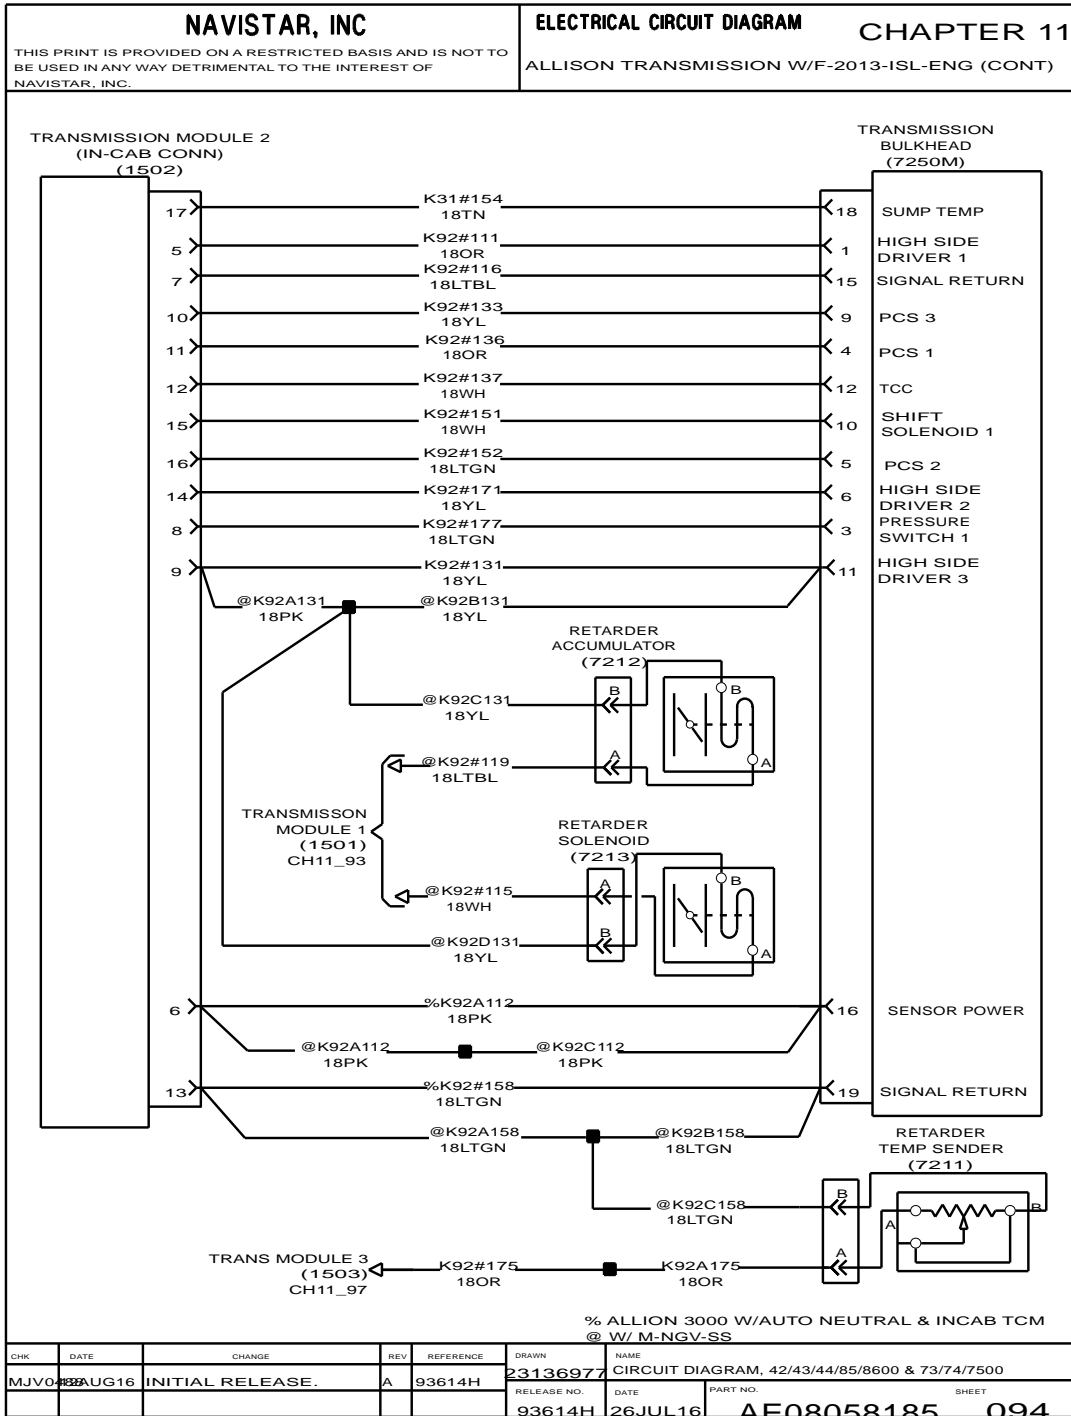 NAVISTAR, INC
THIS PRINT IS PROVIDED ON A RESTRICTED BASIS AND IS NOT TO
BE USED IN ANY WAY DETRIMENTAL TO THE INTEREST OF
NAVISTAR, INC.
ELECTRICAL CIRCUIT DIAGRAM
CHAPTER 11
ALLISON TRANSMISSION W/F-2013-ISL-ENG (CONT)
TRANSMISSION MODULE 2
(IN-CAB CONN)
(1502)
TRANSMISSION
BULKHEAD
(7250M)
17
K31#154
18TN
18
SUMP TEMP
5
K92#111
18OR
1
HIGH SIDE
DRIVER 1
7
K92#116
18LTBL
15
SIGNAL RETURN
10
K92#133
18YL
9
PCS 3
11
K92#136
18OR
4
PCS 1
12
K92#137
18WH
12
TCC
15
K92#151
18WH
10
SHIFT
SOLENOID 1
16
K92#152
18LTGN
5
PCS 2
14
K92#171
18YL
6
HIGH SIDE
DRIVER 2
8
K92#177
18LTGN
3
PRESSURE
SWITCH 1
9
K92#131
18YL
11
HIGH SIDE
DRIVER 3
@K92A131
18PK
@K92B131
18YL
RETARDER
ACCUMULATOR
(7212)
@K92C131
18YL
B
B
@K92#119
18LTBL
A
A
TRANSMISSON
MODULE 1
(1501)
CH11_93
RETARDER
SOLENOID
(7213)
@K92#115
18WH
A
B
@K92D131
18YL
B
A
6
%K92A112
18PK
16
SENSOR POWER
@K92A112
18PK
@K92C112
18PK
13
%K92#158
18LTGN
19
SIGNAL RETURN
@K92A158
18LTGN
@K92B158
18LTGN
RETARDER
TEMP SENDER
(7211)
@K92C158
18LTGN
B
B
A
TRANS MODULE 3
(1503)
CH11_97
K92#175
18OR
K92A175
18OR
A
% ALLION 3000 W/AUTO NEUTRAL & INCAB TCM
@ W/ M-NGV-SS
CHK
DATE
CHANGE
REV
REFERENCE
DRAWN
NAME
23136977
CIRCUIT DIAGRAM, 42/43/44/85/8600 & 73/74/7500
INITIAL RELEASE.
A
93614H
RELEASE NO.
DATE
PART NO.
SHEET
93614H
26JUL16
AE08058185
094